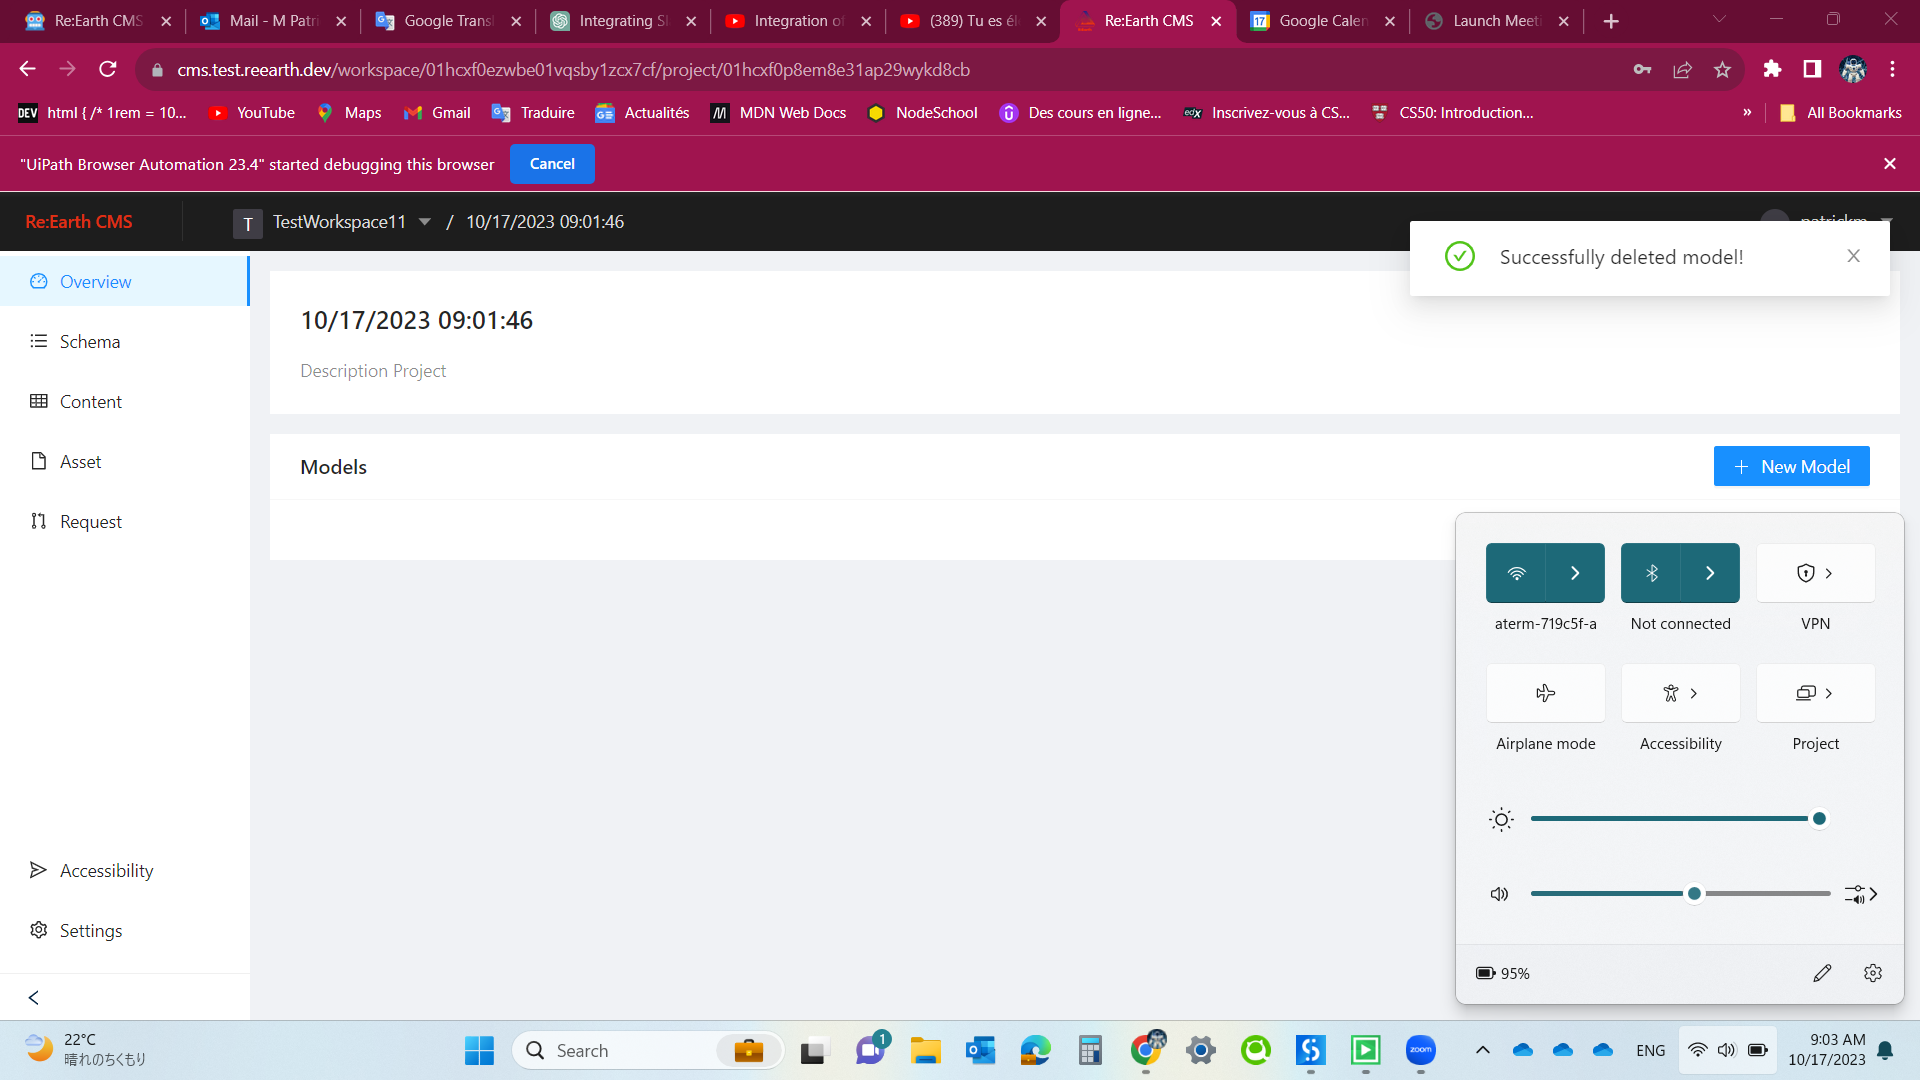 Re:Earth CMS
Mail - M Patri
Google Transl
Integrating Sl
Integration of
(389) Tu es éle
Re:Earth CMS
Google Calen
Launch Meeti
cms.test.reearth.dev/workspace/01hcxf0ezwbe01vqsby1zcx7cf/project/01hcxf0p8em8e31ap29wykd8cb
DEV html { /* 1rem = 10...
YouTube
Maps
Gmail
Traduire
Actualités
MDN Web Docs
NodeSchool
Des cours en ligne...
edX Inscrivez-vous à CS...
CS50: Introduction...
»
All Bookmarks
"UiPath Browser Automation 23.4" started debugging this browser
Cancel
Re:Earth CMS
T TestWorkspace11 / 10/17/2023 09:01:46
patrickm
Successfully deleted model!
Overview
Schema
Content
Asset
Request
Accessibility
Settings
10/17/2023 09:01:46
Description Project
Models
+ New Model
aterm-719c5f-a
Not connected
VPN
Airplane mode
Accessibility
Project
95%
22°C
晴れのちくもり
Search
1
zoom
ENG
9:03 AM
10/17/2023